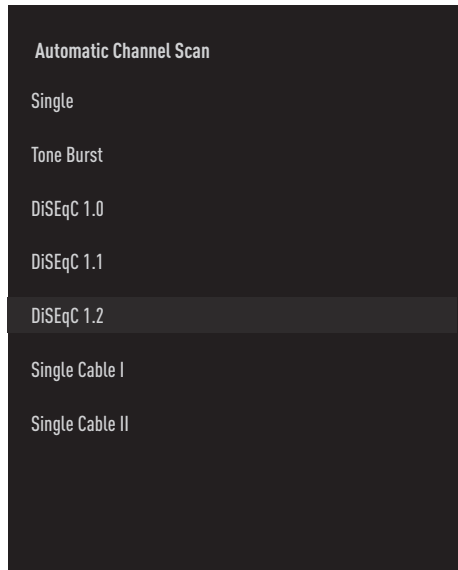 Automatic Channel Scan
Single
Tone Burst
DiSEqC 1.0
DiSEqC 1.1
DiSEqC 1.2
Single Cable I
Single Cable II